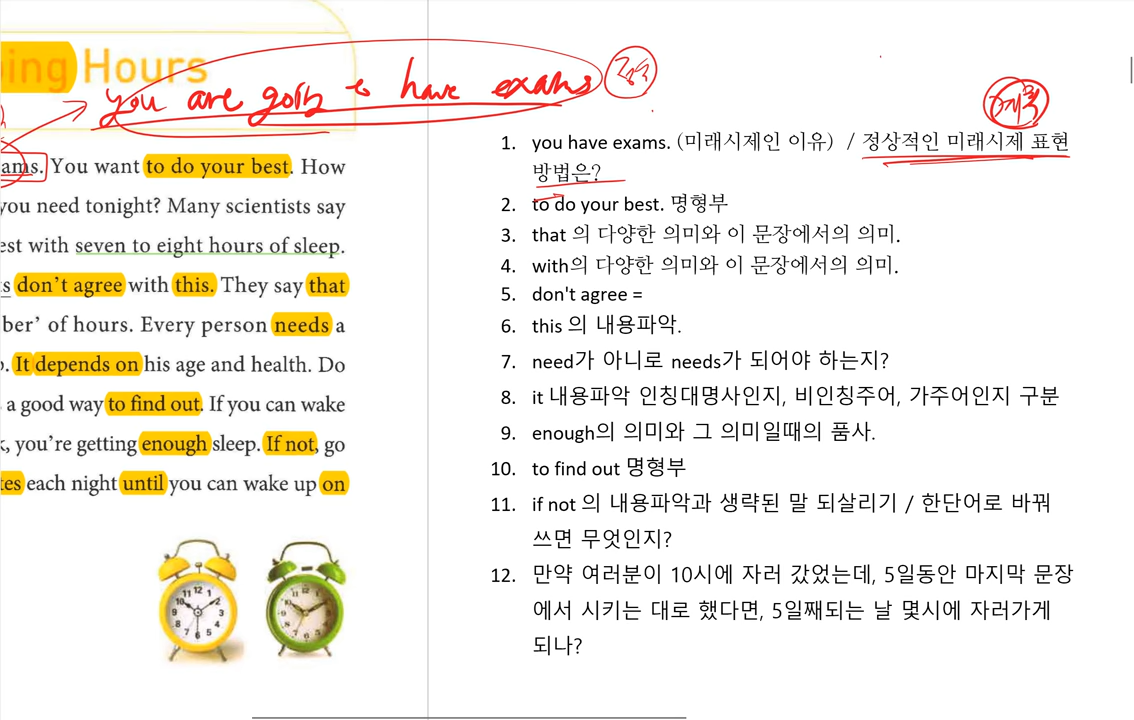 ing Hours
you are going to have exams
계획
ams. You want to do your best. How
you need tonight? Many scientists say
est with seven to eight hours of sleep.
ts don't agree with this. They say that
ber' of hours. Every person needs a
p. It depends on his age and health. Do
a good way to find out. If you can wake
k, you're getting enough sleep. If not, go
tes each night until you can wake up on
1. you have exams. (미래시제인 이유) / 정상적인 미래시제 표현
방법은?
2. to do your best. 명형부
3. that 의 다양한 의미와 이 문장에서의 의미.
4. with의 다양한 의미와 이 문장에서의 의미.
5. don't agree =
6. this 의 내용파악.
7. need가 아니로 needs가 되어야 하는지?
8. it 내용파악 인칭대명사인지, 비인칭주어, 가주어인지 구분
9. enough의 의미와 그 의미일때의 품사.
10. to find out 명형부
11. if not 의 내용파악과 생략된 말 되살리기 / 한단어로 바꿔
쓰면 무엇인지?
12. 만약 여러분이 10시에 자러 갔었는데, 5일동안 마지막 문장
에서 시키는 대로 했다면, 5일째되는 날 몇시에 자러가게
되나?